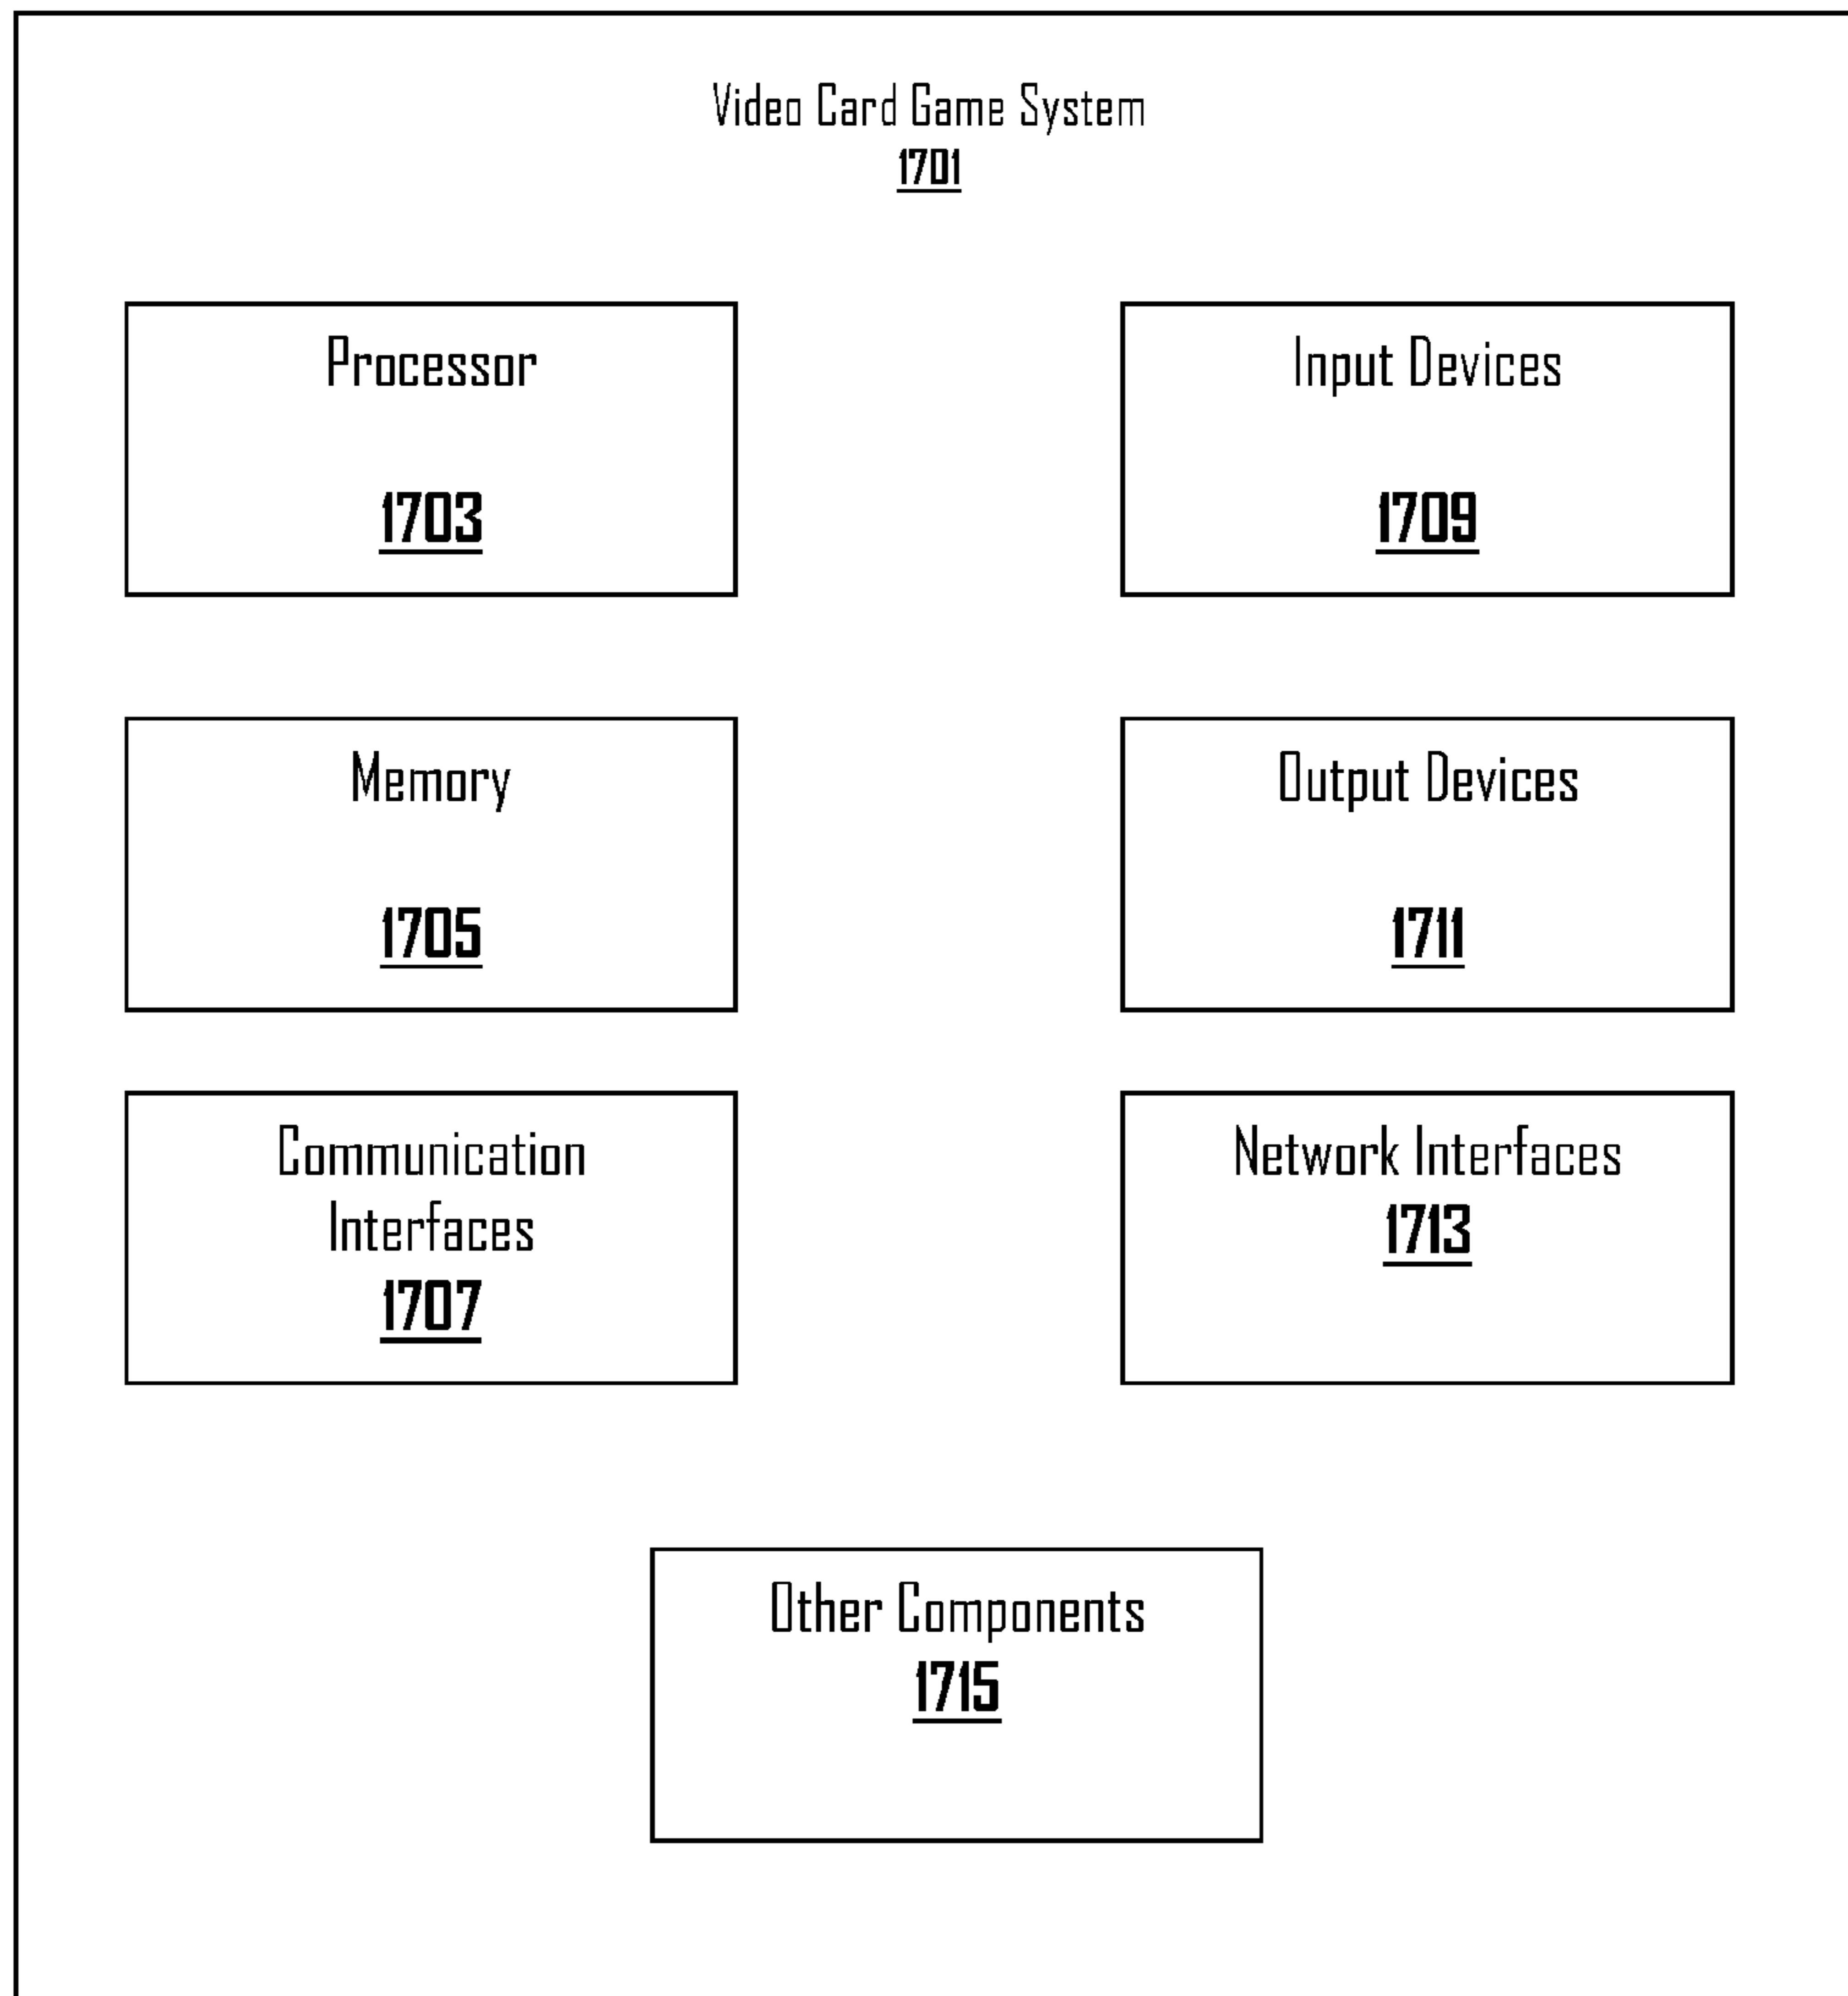 Video Card Game System
1701
Processor
1703
Input Devices
1709
Memory
1705
Output Devices
1711
Communication
Interfaces
1707
Network Interfaces
1713
Other Components
1715